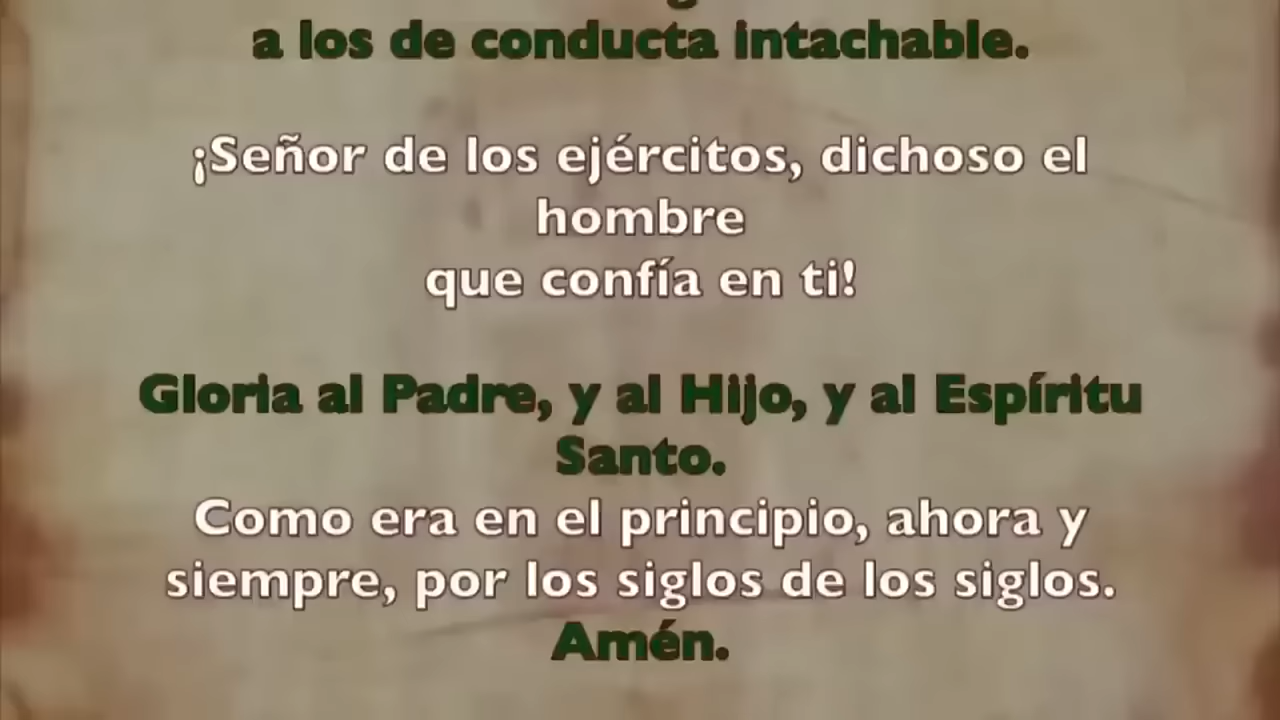 a los de conducta intachable.
¡Señor de los ejércitos, dichoso el
hombre
que confía en ti!
Gloria al Padre, y al Hijo, y al Espíritu
Santo.
Como era en el principio, ahora y
siempre, por los siglos de los siglos.
Amén.